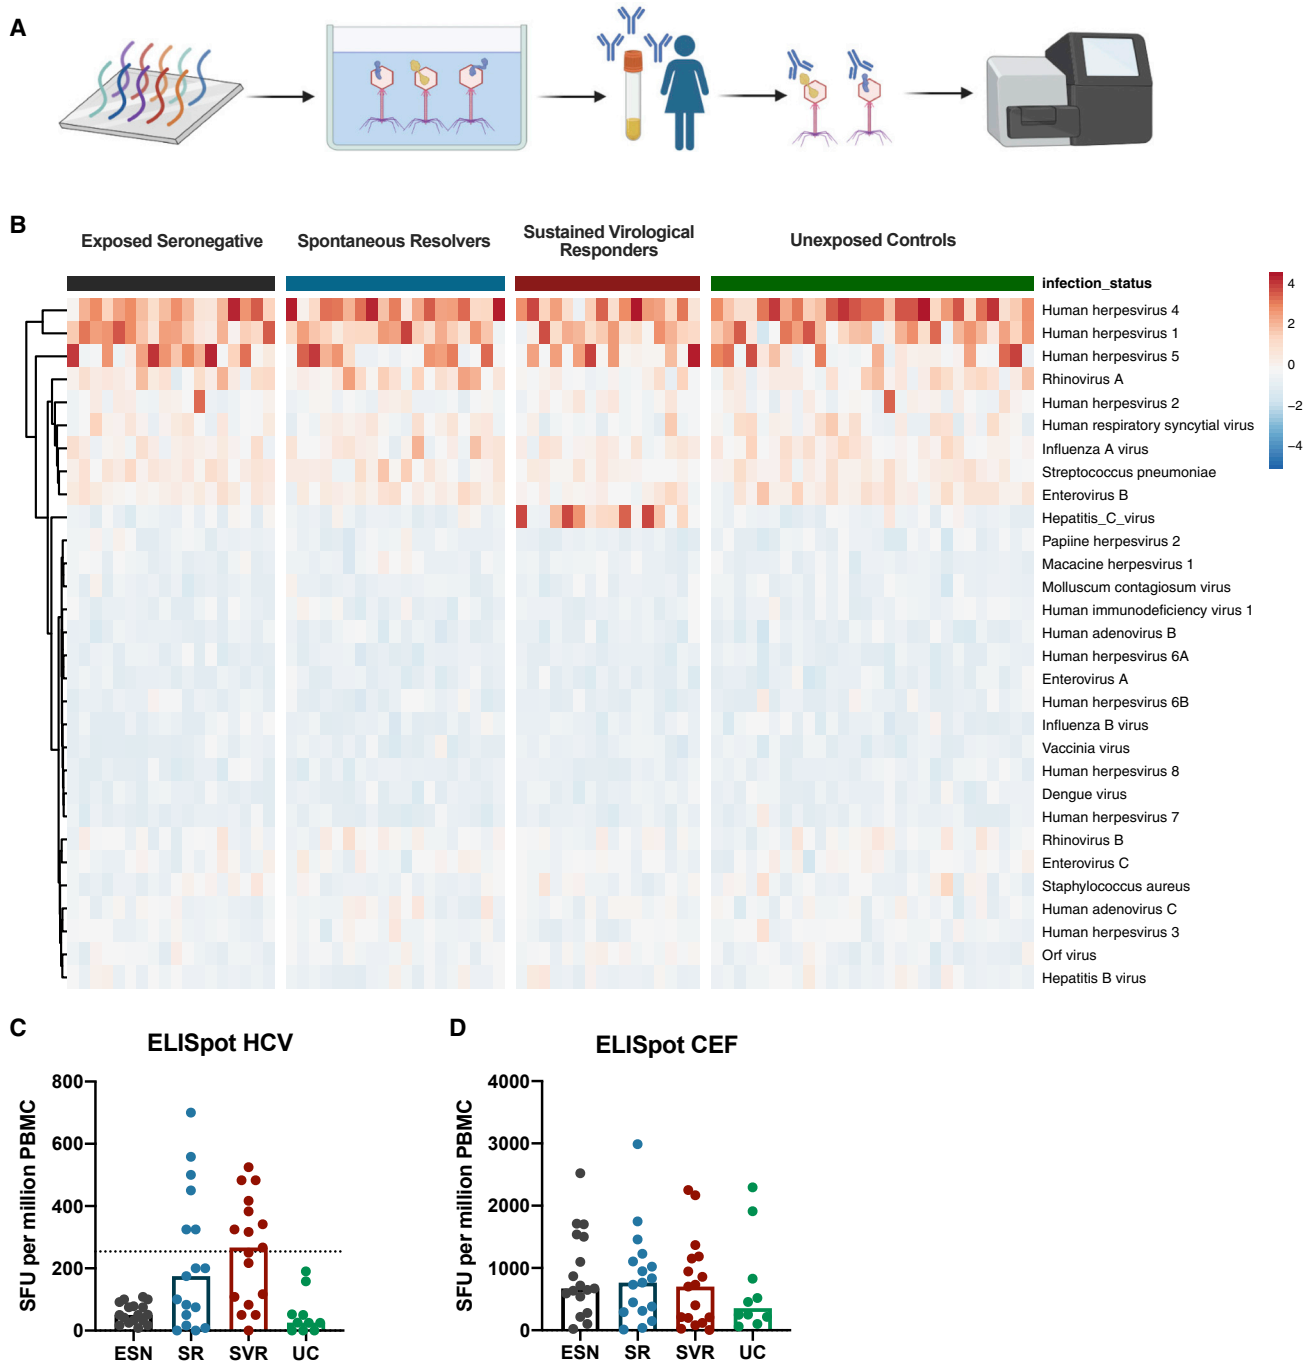 A
B
Exposed Seronegative
Spontaneous Resolvers
Sustained Virological
Responders
Unexposed Controls
infection_status
Human herpesvirus 4
Human herpesvirus 1
Human herpesvirus 5
Rhinovirus A
Human herpesvirus 2
Human respiratory syncytial virus
Influenza A virus
Streptococcus pneumoniae
Enterovirus B
Hepatitis_C_virus
Papiine herpesvirus 2
Macacine herpesvirus 1
Molluscum contagiosum virus
Human immunodeficiency virus 1
Human adenovirus B
Human herpesvirus 6A
Enterovirus A
Human herpesvirus 6B
Influenza B virus
Vaccinia virus
Human herpesvirus 8
Dengue virus
Human herpesvirus 7
Rhinovirus B
Enterovirus C
Staphylococcus aureus
Human adenovirus C
Human herpesvirus 3
Orf virus
Hepatitis B virus
4
2
0
−2
−4
C
ELISpot HCV
SFU per million PBMC
800
600
400
200
0
ESN SR SVR UC
D
ELISpot CEF
SFU per million PBMC
4000
3000
2000
1000
0
ESN SR SVR UC